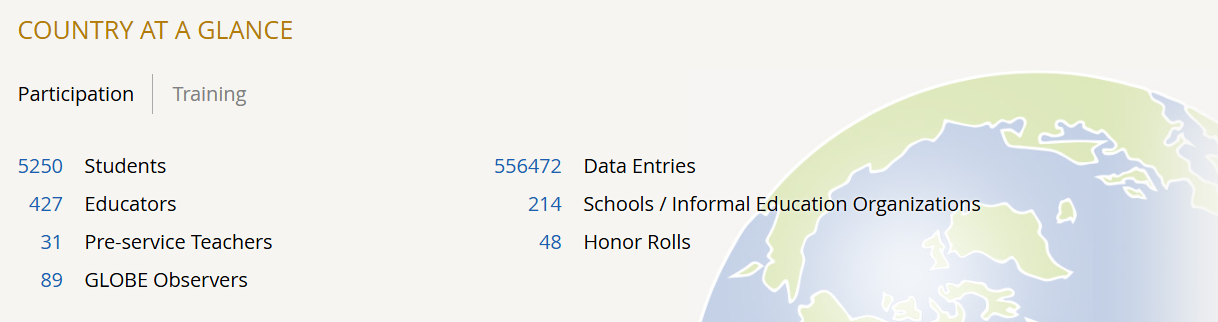 COUNTRY AT A GLANCE
Participation Training
5250 Students
427 Educators
31 Pre-service Teachers
89 GLOBE Observers
556472 Data Entries
214 Schools / Informal Education Organizations
48 Honor Rolls